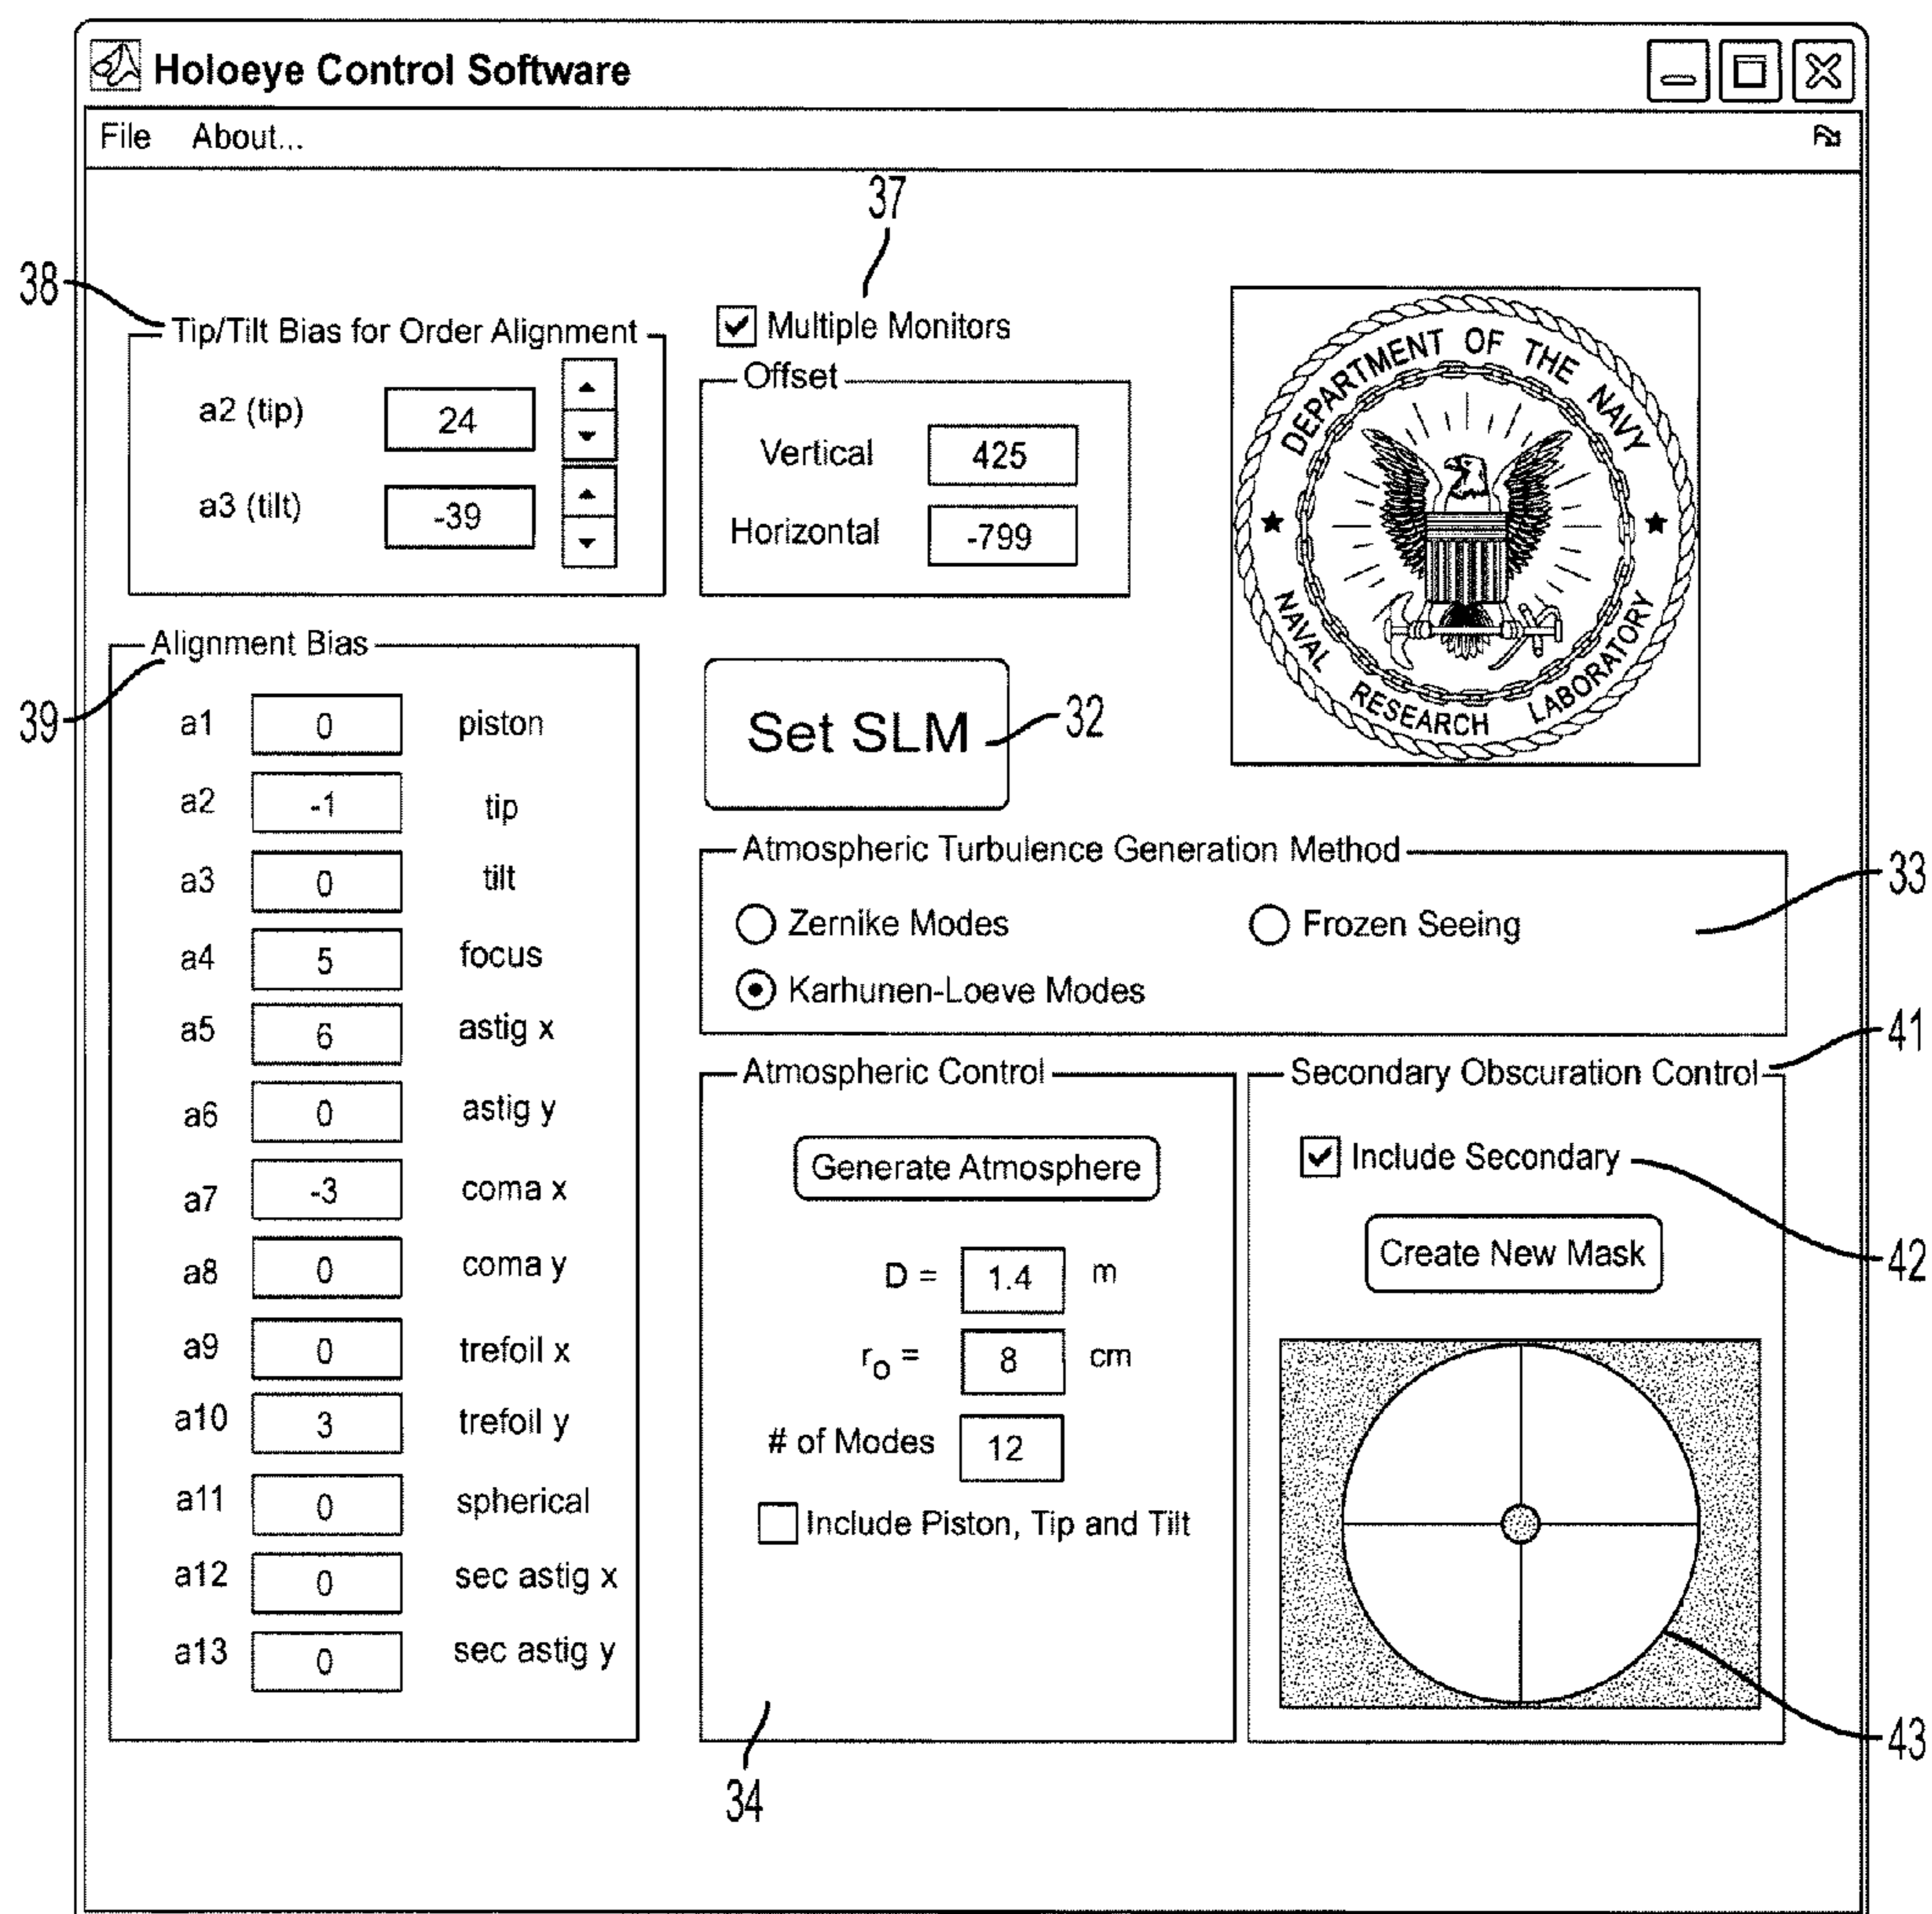 Holoeye Control Software
File About...
37
38
Tip/Tilt Bias for Order Alignment
a2 (tip) 24
a3 (tilt) -39
Multiple Monitors
Offset
Vertical 425
Horizontal -799
DEPARTMENT OF THE NAVY
NAVAL RESEARCH LABORATORY
39
Alignment Bias
a1 0 piston
a2 -1 tip
a3 0 tilt
a4 5 focus
a5 6 astig x
a6 0 astig y
a7 -3 coma x
a8 0 coma y
a9 0 trefoil x
a10 3 trefoil y
a11 0 spherical
a12 0 sec astig x
a13 0 sec astig y
Set SLM
32
Atmospheric Turbulence Generation Method
Zernike Modes
Frozen Seeing
Karhunen-Loeve Modes
33
Atmospheric Control
Generate Atmosphere
D = 1.4 m
ro = 8 cm
# of Modes 12
Include Piston, Tip and Tilt
34
41
Secondary Obscuration Control
Include Secondary
Create New Mask
42
43